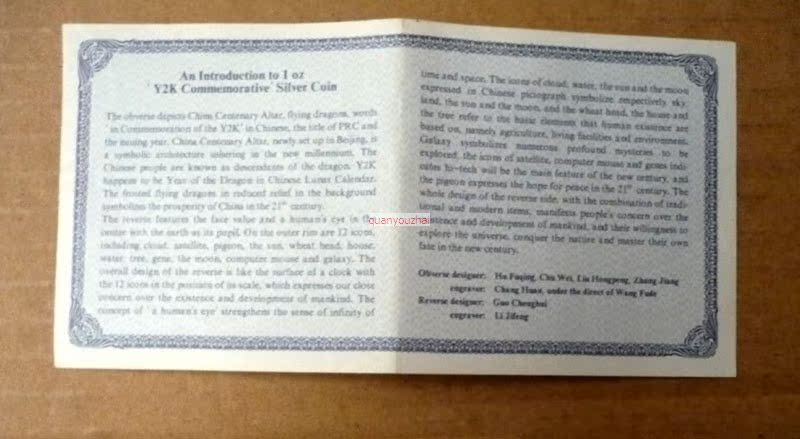 An Introduction to 1 oz
'Y2K Commemorative' Silver Coin
The obverse depicts China Centenary Altar, flying dragons, words
'in Commemoration of the Y2K' in Chinese, the title of PRC and
the issuing year. China Centenary Altar, newly set up in Beijing, is
a symbolic architecture ushering in the new millennium. The
Chinese people are known as descendents of the dragon. Y2K
happens to be Year of the Dragon in Chinese Lunar Calendar.
The frosted flying dragons in reduced relief in the background
symbolizes the prosperity of China in the 21st century.
The reverse features the face value and a human's eye in the
center with the earth as its pupil. On the outer rim are 12 icons,
including cloud, satellite, pigeon, the sun, wheat head, house,
water, tree, gene, the moon, computer mouse and galaxy. The
overall design of the reverse is like the surface of a clock with
the 12 icons in the positions of its scale, which expresses our close
concern over the existence and development of mankind. The
concept of 'a human's eye' strengthens the sense of infinity of
time and space. The icons of cloud, water, the sun and the moon
expressed in Chinese pictograph symbolize respectively sky,
land, the sun and the moon, and the wheat head, the house and
the tree refer to the basic elements that human existence are
based on, namely agriculture, living facilities and environment.
Galaxy symbolizes numerous profound mysteries to be
explored, the icons of satellite, computer mouse and genes indi-
cates hi-tech will be the main feature of the new century, and
the pigeon expresses the hope for peace in the 21st century. The
whole design of the reverse side, with the combination of tradi-
tional and modern items, manifests people's concern over the
existence and development of mankind, and their willingness to
explore the universe, conquer the nature and master their own
fate in the new century.
Obverse designer: Hu Fuqing, Chu Wei, Liu Hongpeng, Zhang Jiang
engraver: Chang Huan, under the direct of Wang Fude
Reverse designer: Guo Chenghui
engraver: Li Jifeng
quanyouzhai